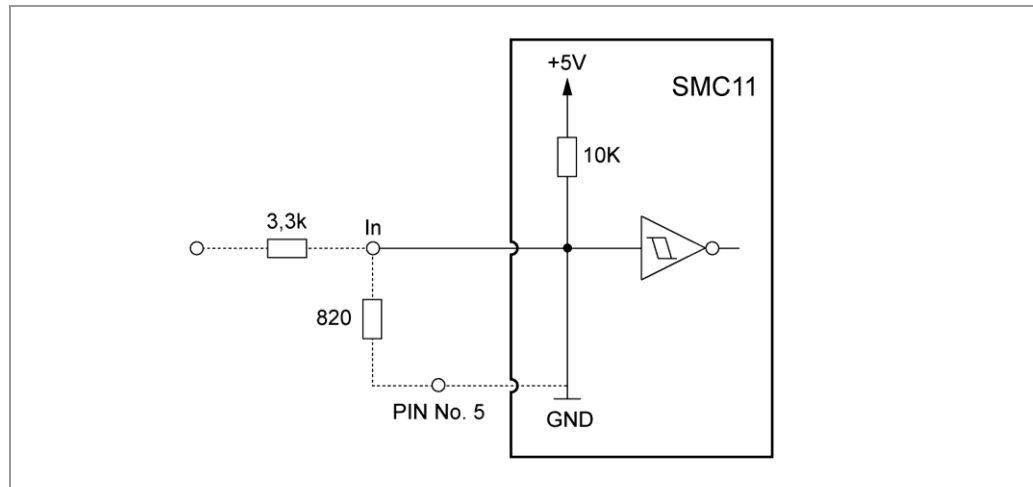 +5V
SMC11
10K
3,3k
In
820
PIN No. 5
GND